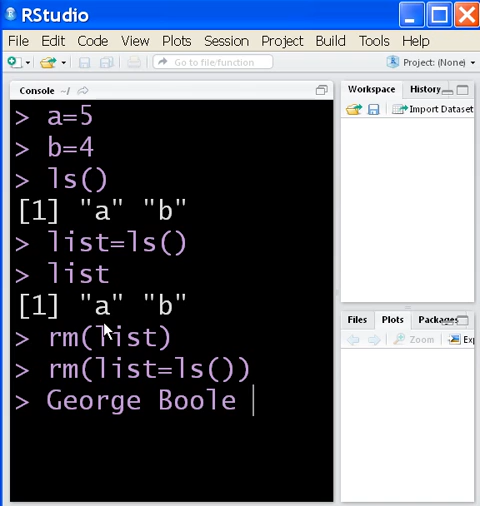 RStudio
File Edit Code View Plots Session Project Build Tools Help
Go to file/function Project: (None)
Console ~/
Workspace History
Import Dataset
> a=5
> b=4
> ls()
[1] "a" "b"
> list=ls()
> list
[1] "a" "b"
> rm(list)
> rm(list=ls())
> George Boole
Files Plots Packages
Zoom Exp